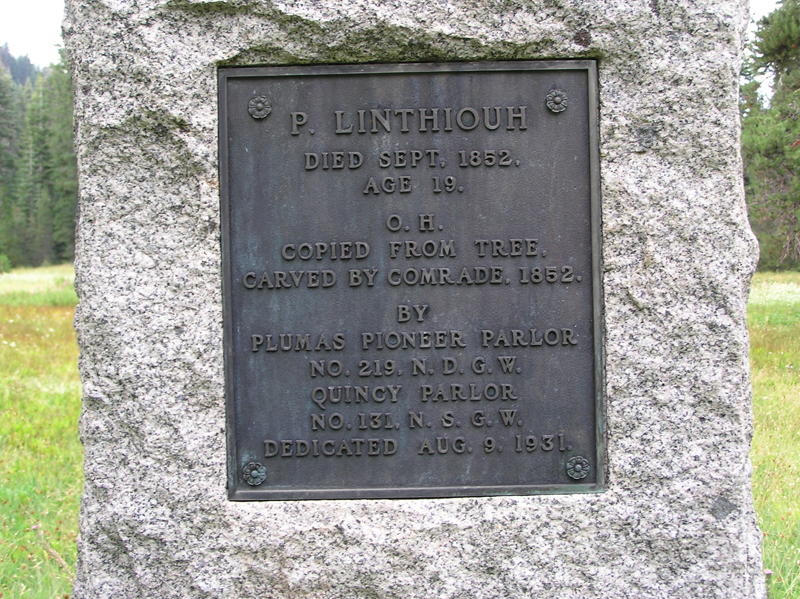 P. LINTHIOUH
DIED SEPT. 1852.
AGE 19.
O. H.
COPIED FROM TREE.
CARVED BY COMRADE, 1852.
BY
PLUMAS PIONEER PARLOR
NO. 219. N. D. G. W.
QUINCY PARLOR
NO. 131. N. S. G. W.
DEDICATED AUG. 9, 1931.